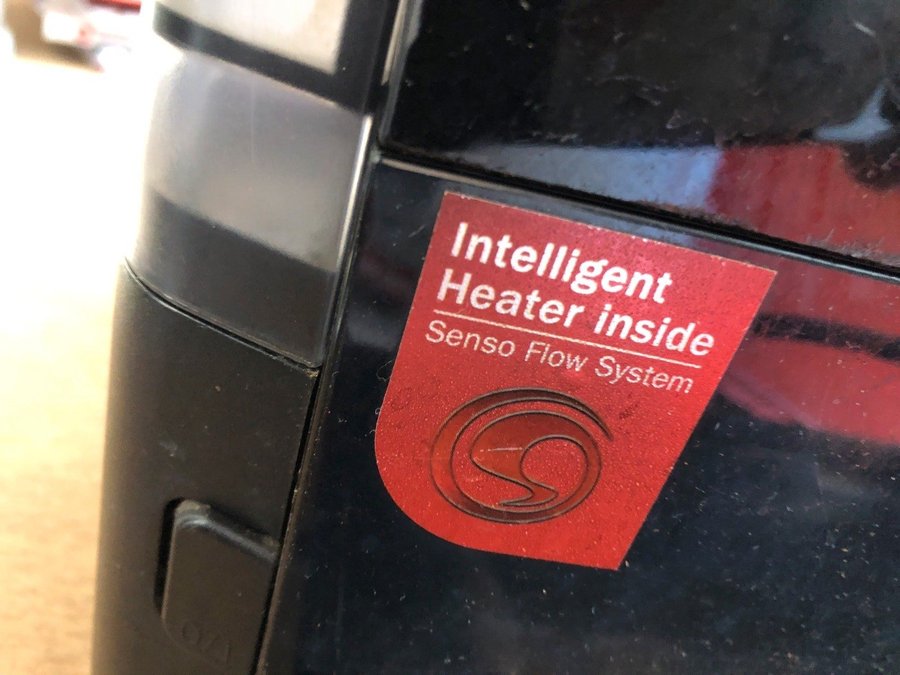 Intelligent
Heater inside
Senso Flow System